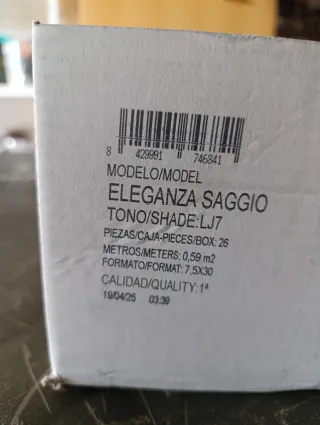 8 429991 746841
MODELO/MODEL
ELEGANZA SAGGIO
TONO/SHADE:LJ7
PIEZAS/CAJA-PIECES/BOX: 26
METROS/METERS: 0,59 m2
FORMATO/FORMAT: 7,5X30
CALIDAD/QUALITY:1ª
19/04/25 03:39